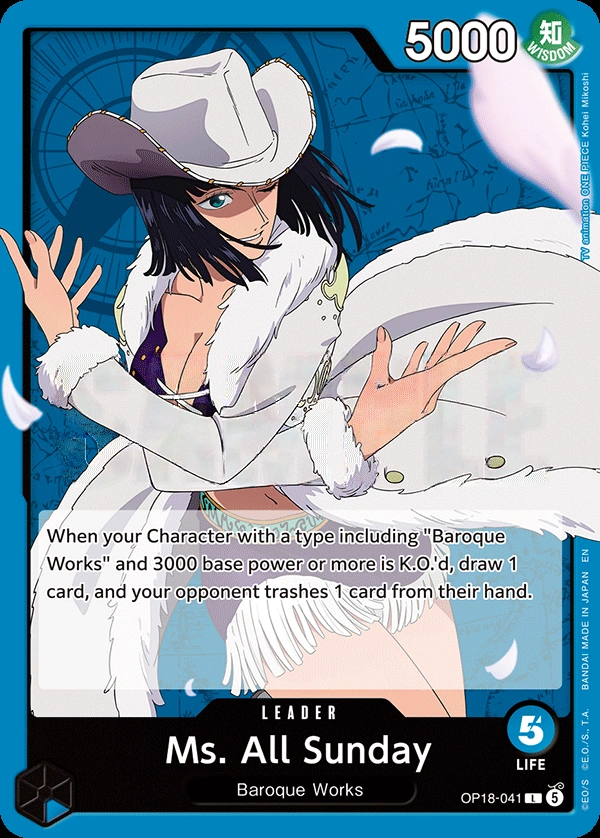 5000
知
WISDOM
TV animation ONE PIECE Kohei Mikoshi
SAMPLE
When your Character with a type including "Baroque
Works" and 3000 base power or more is K.O.'d, draw 1
card, and your opponent trashes 1 card from their hand.
BANDAI MADE IN JAPAN EN
©E.O/S ©E.O./S., T.A.
LEADER
Ms. All Sunday
5
LIFE
Baroque Works
OP18-041 L 5